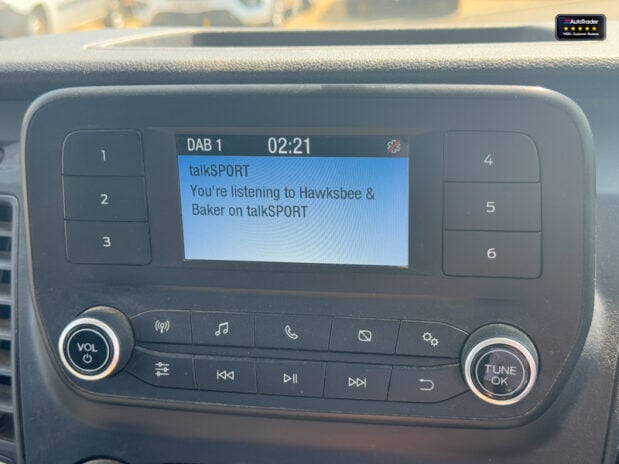 AutoTrader
DAB 1 02:21
talkSPORT
You're listening to Hawksbee &
Baker on talkSPORT
1
2
3
4
5
6
VOL
TUNE
OK